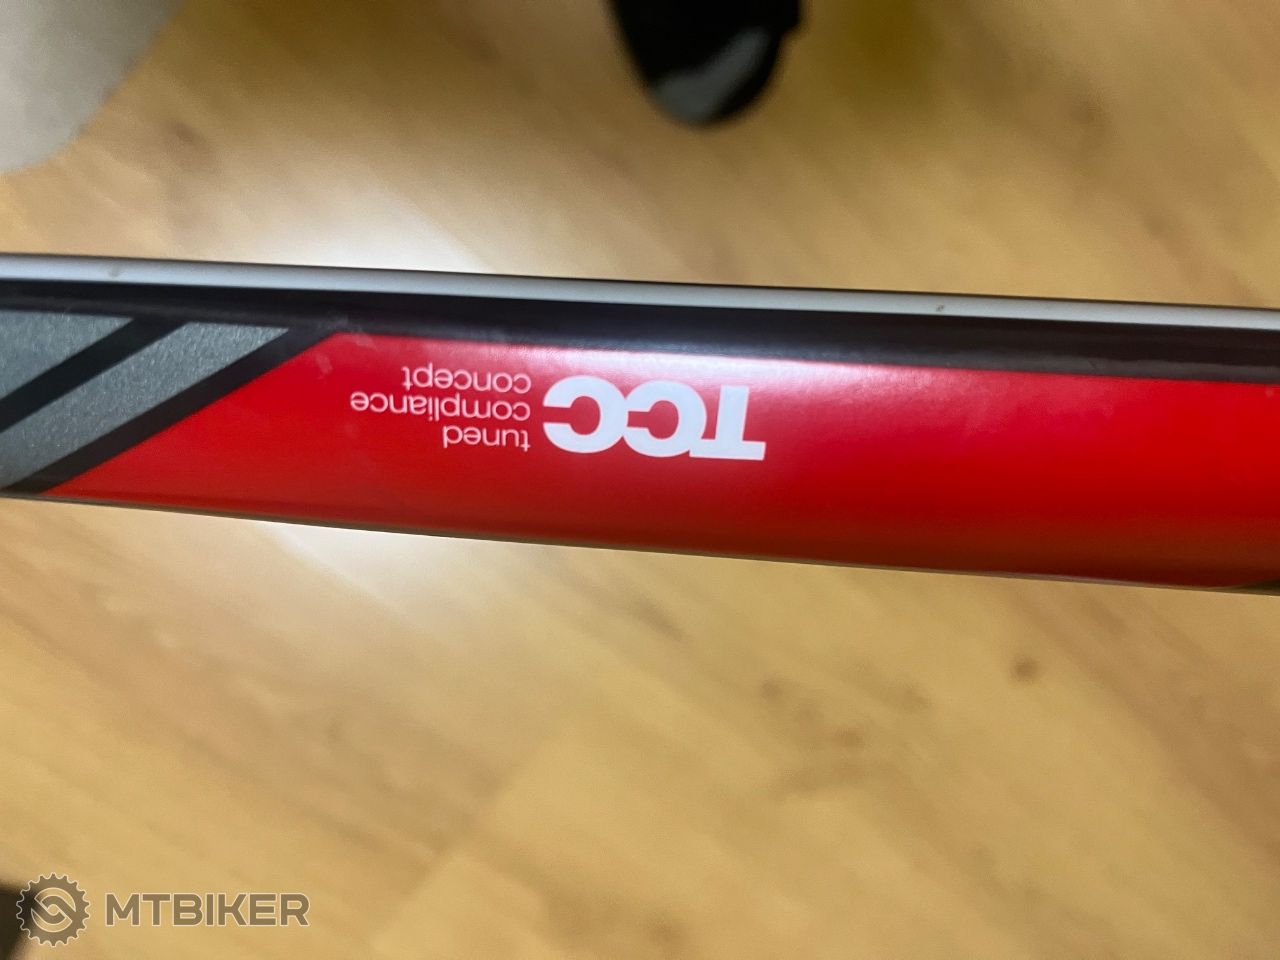 TCC
tuned
compliance
concept
MTBIKER